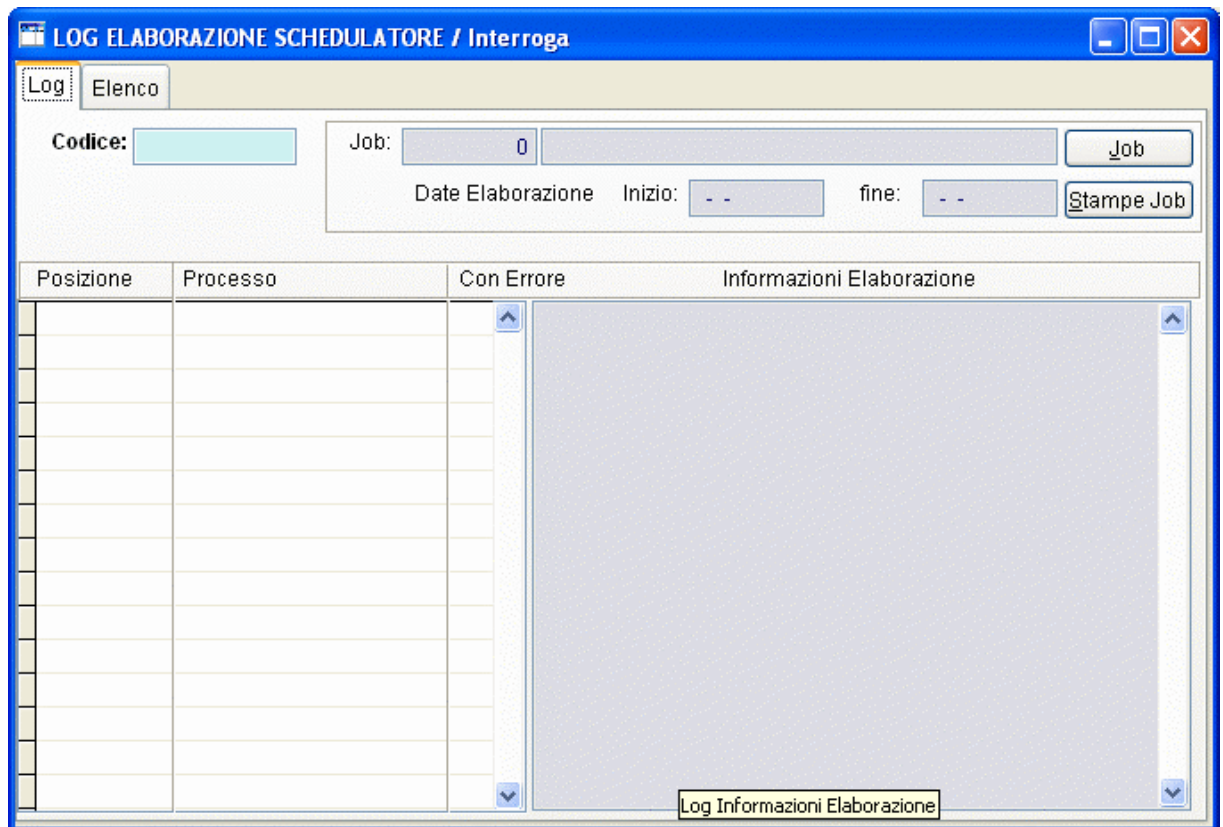 LOG ELABORAZIONE SCHEDULATORE / Interroga
Log Elenco
Codice: Job: 0 Job
Date Elaborazione Inizio: - - fine: - - Stampe Job
Posizione Processo Con Errore Informazioni Elaborazione
Log Informazioni Elaborazione